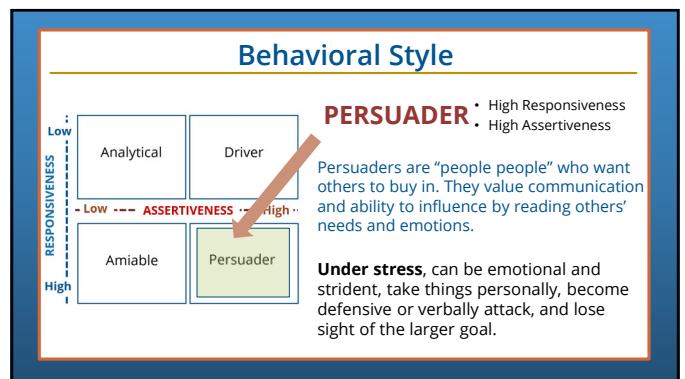 Behavioral Style
Low
RESPONSIVENESS
High
Analytical
Driver
Low ASSERTIVENESS High
Amiable
Persuader
PERSUADER
• High Responsiveness
• High Assertiveness
Persuaders are “people people” who want
others to buy in. They value communication
and ability to influence by reading others’
needs and emotions.
Under stress, can be emotional and
strident, take things personally, become
defensive or verbally attack, and lose
sight of the larger goal.